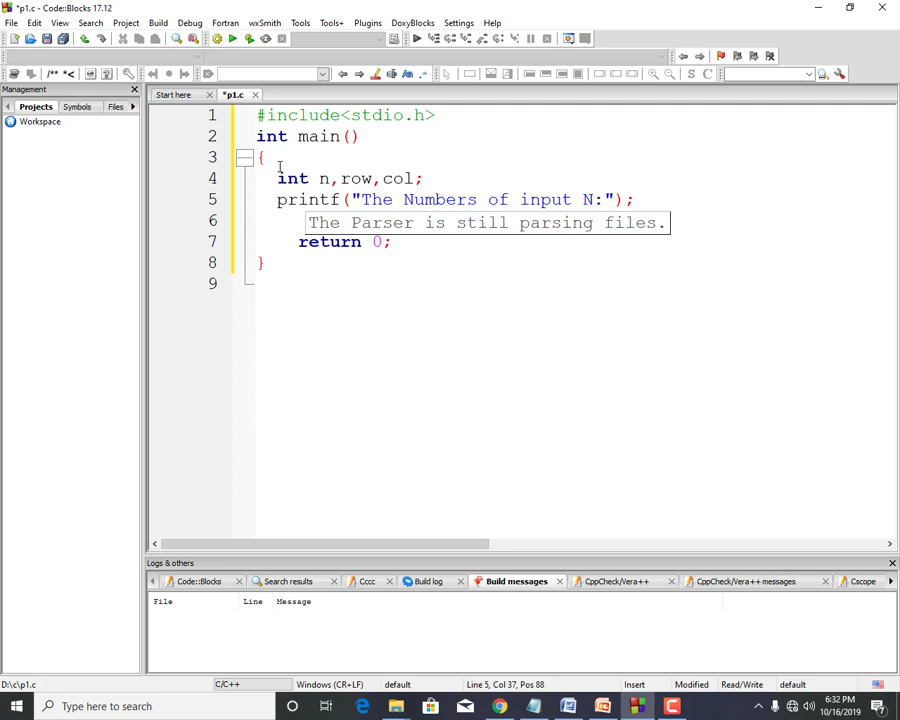 *p1.c - Code::Blocks 17.12
File Edit View Search Project Build Debug Fortran wxSmith Tools Tools+ Plugins DoxyBlocks Settings Help
/** *<
S C
Management
Projects Symbols Files
Workspace
Start here *p1.c
1 #include<stdio.h>
2 int main()
3 {
4 int n,row,col;
5 printf("The Numbers of input N:");
6 The Parser is still parsing files.
7 return 0;
8 }
9
Logs & others
Code::Blocks Search results Cccc Build log Build messages CppCheck/Vera++ CppCheck/Vera++ messages Cscope
File Line Message
D:\c\p1.c C/C++ Windows (CR+LF) default Line 5, Col 37, Pos 88 Insert Modified Read/Write default
Type here to search
6:32 PM
10/16/2019
7